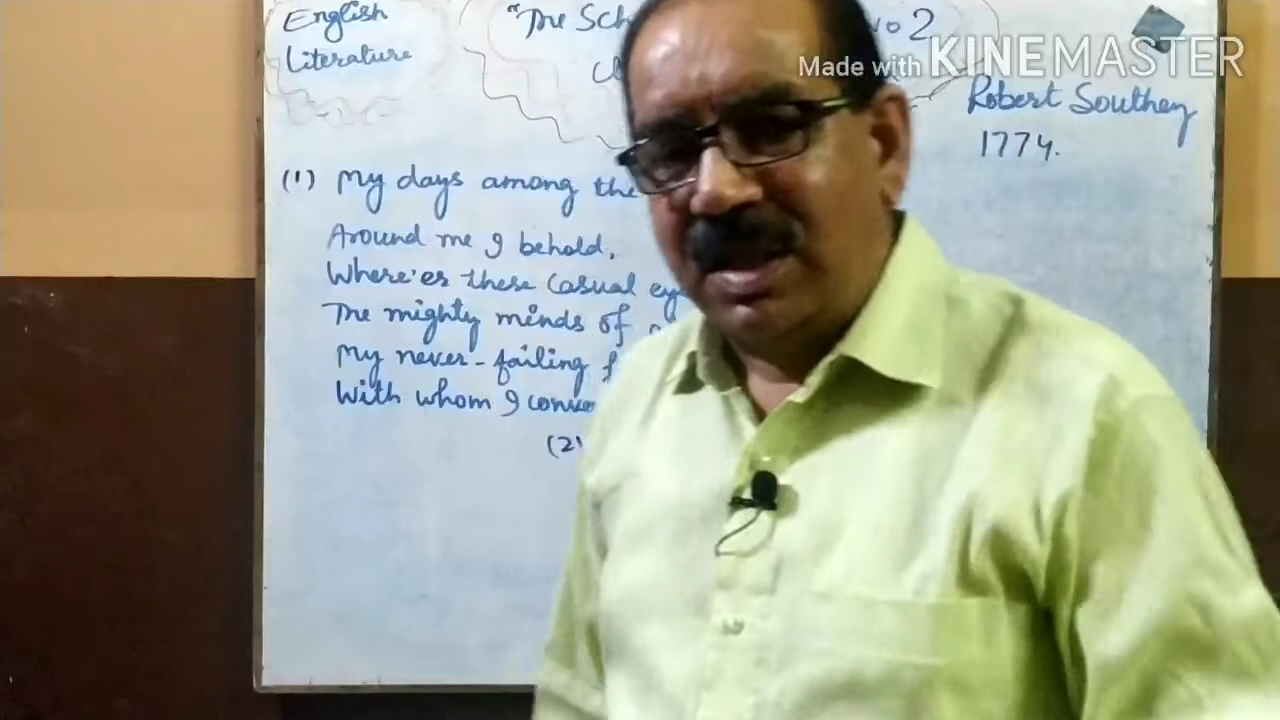 English
Literature
"The Sch
No 2
Made with KINEMASTER
Robert Southey
1774.
(1) My days among the
Around me I behold,
Where'er these Casual ey
The mighty minds of
My never-failing f
With whom I conve
(2)